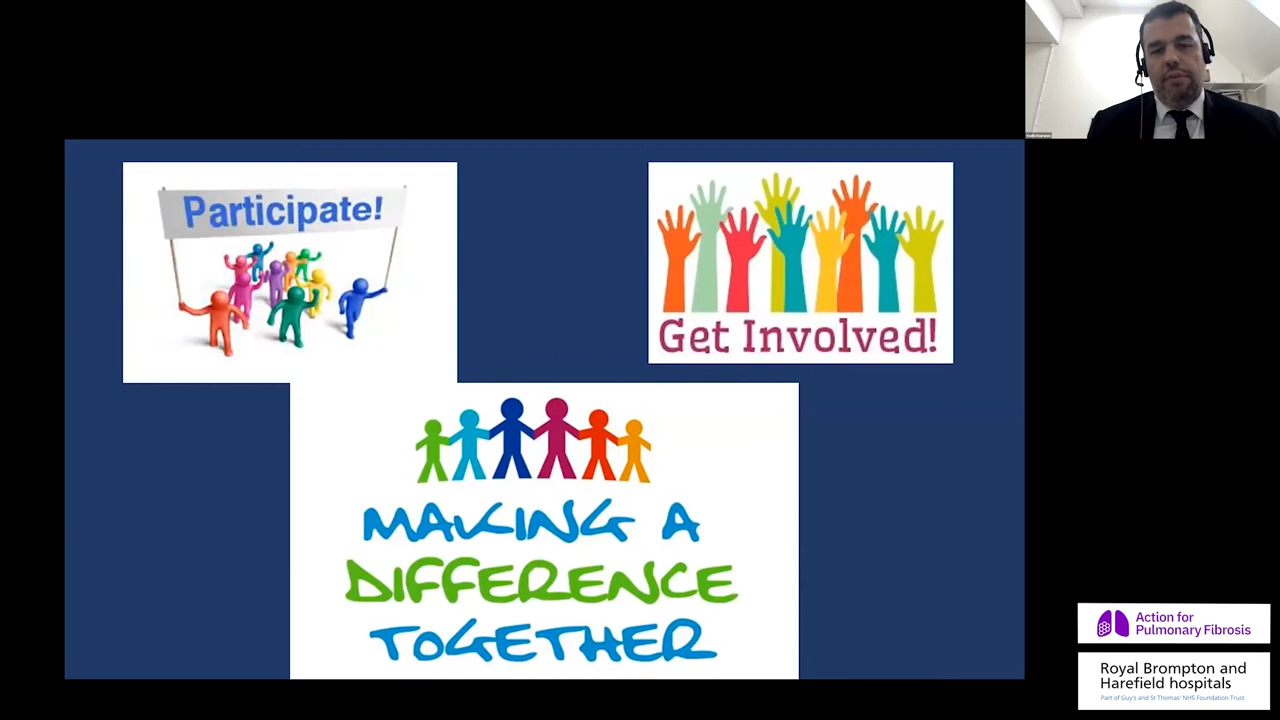 Participate!
Get Involved!
MAKING A
DIFFERENCE
TOGETHER
Action for
Pulmonary Fibrosis
Royal Brompton and
Harefield hospitals
Part of Guy's and St Thomas' NHS Foundation Trust